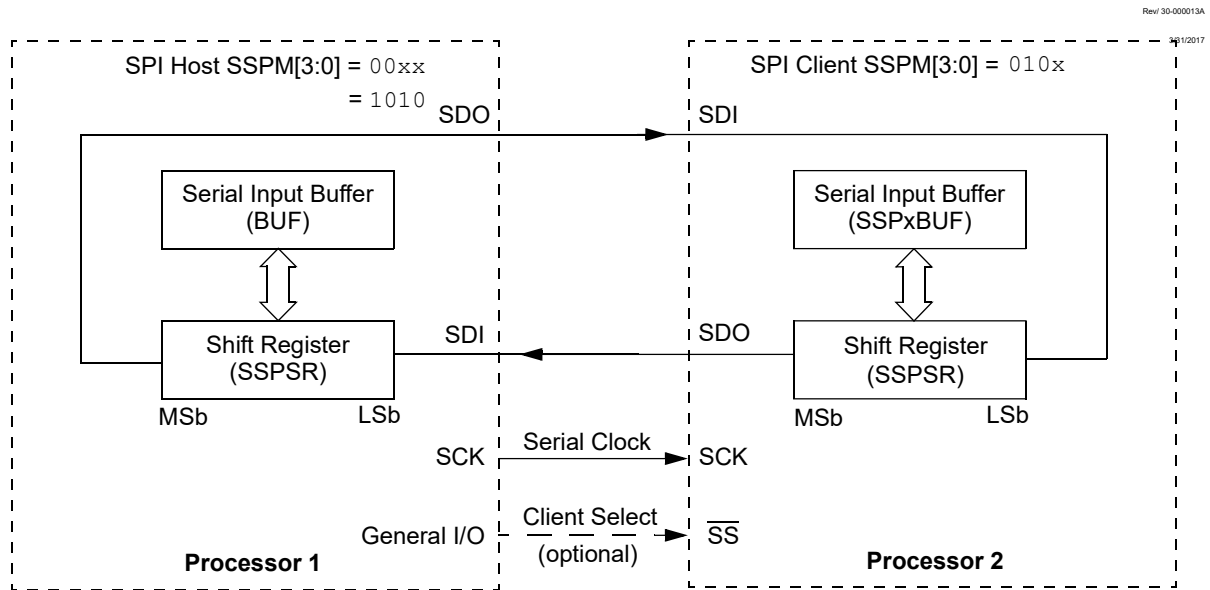 Rev/ 30-000013A
3/31/2017
SPI Host SSPM[3:0] = 00xx
= 1010
SPI Client SSPM[3:0] = 010x
SDO
SDI
Serial Input Buffer
(BUF)
Serial Input Buffer
(SSPxBUF)
Shift Register
(SSPSR)
SDI
SDO
Shift Register
(SSPSR)
MSb
LSb
MSb
LSb
SCK
Serial Clock
SCK
General I/O
Client Select
(optional)
SS
Processor 1
Processor 2